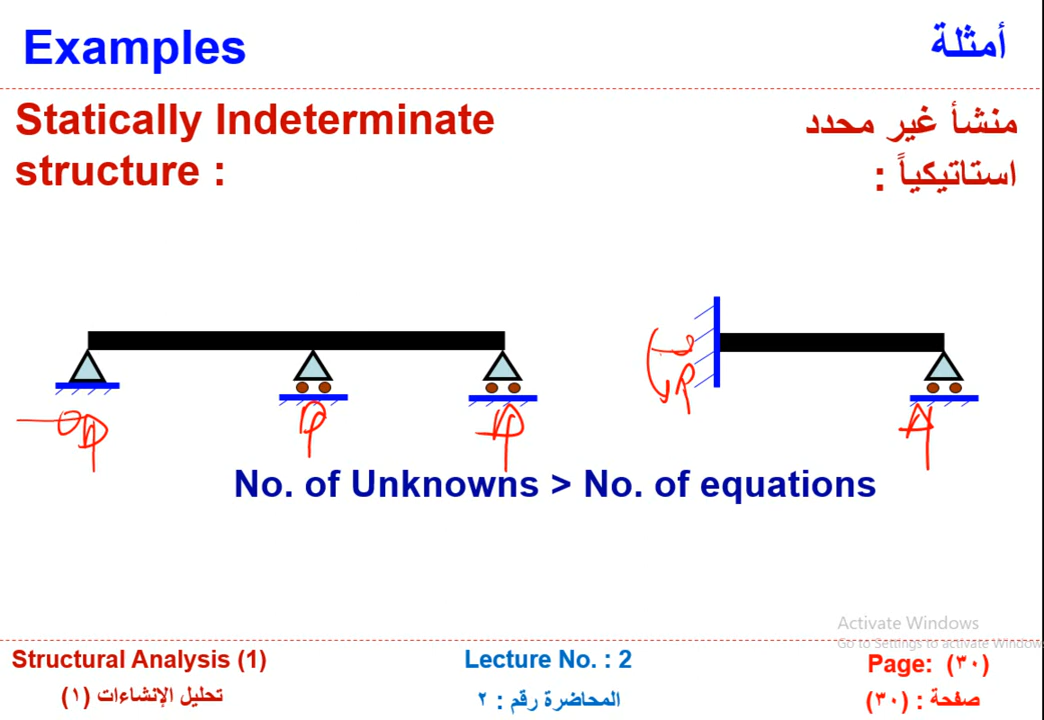 Examples
أمثلة
Statically Indeterminate
structure :
منشأ غير محدد
استاتيكياً :
No. of Unknowns > No. of equations
Activate Windows
Go to Settings to activate Window
Structural Analysis (1)
Lecture No. : 2
Page: (٣٠)
تحليل الإنشاءات (١)
المحاضرة رقم : ٢
صفحة : (٣٠)